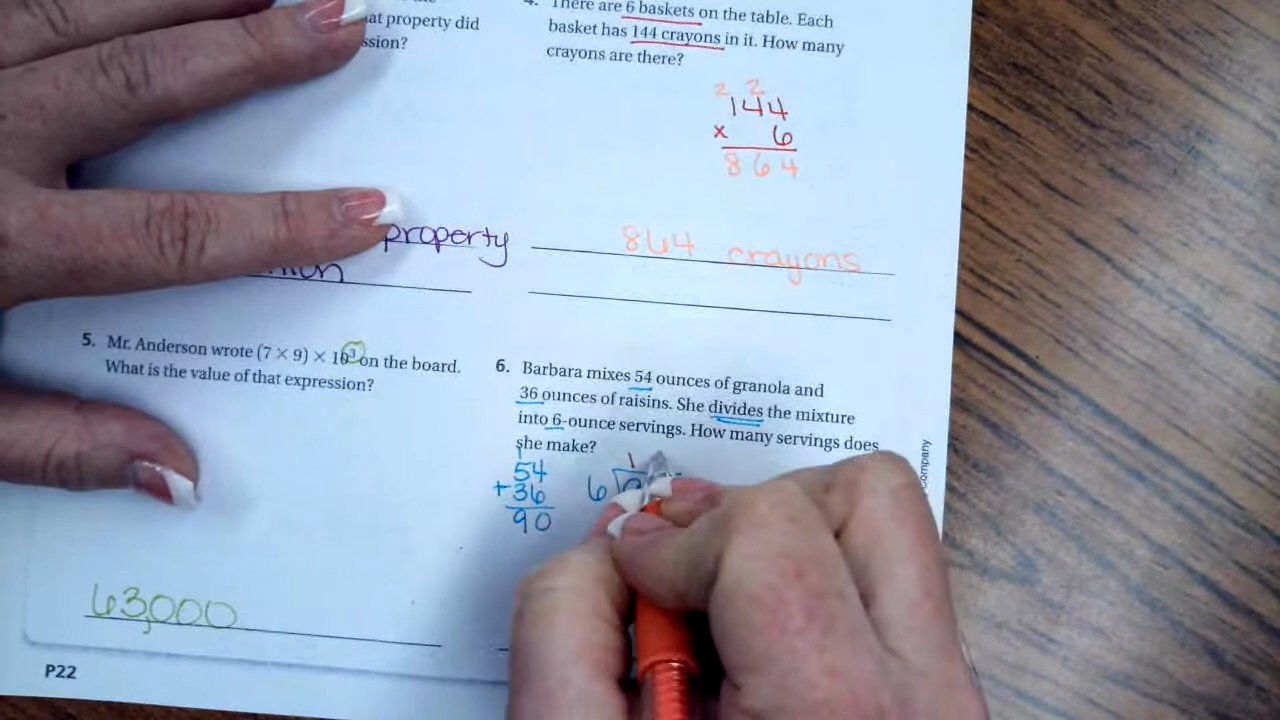 at property did
ssion?
property
4. There are 6 baskets on the table. Each
basket has 144 crayons in it. How many
crayons are there?
2 2
144
x 6
864
864 crayons
5. Mr. Anderson wrote (7 × 9) × 10³ on the board.
What is the value of that expression?
63,000
6. Barbara mixes 54 ounces of granola and
36 ounces of raisins. She divides the mixture
into 6-ounce servings. How many servings does
she make?
1
54
+36
90
1
6
P22
Company